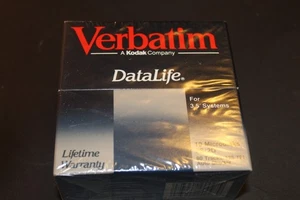 Verbatim
A Kodak Company
DataLife®
For
3.5" Systems
Lifetime
Warranty